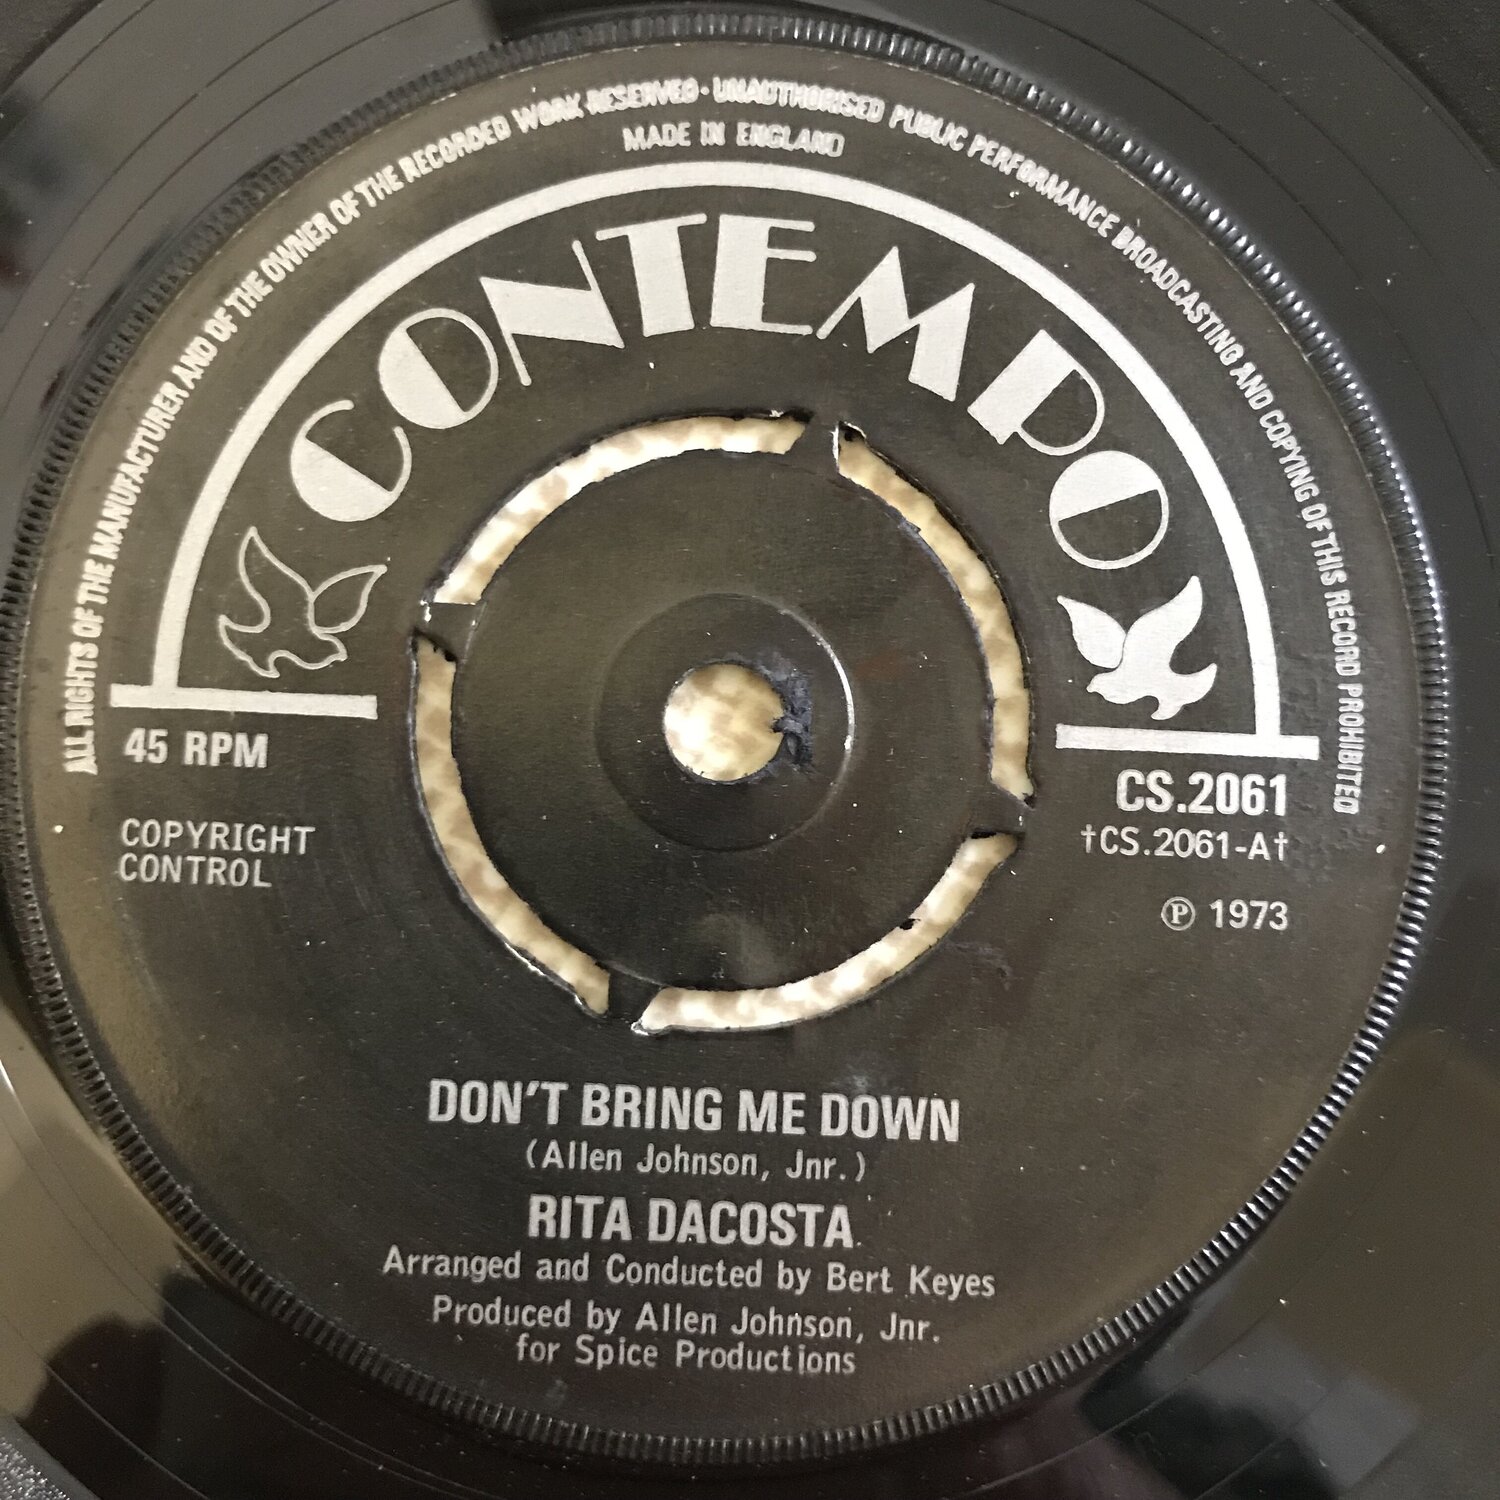 ALL RIGHTS OF THE MANUFACTURER AND OF THE OWNER OF THE RECORDED WORK RESERVED · UNAUTHORISED PUBLIC PERFORMANCE BROADCASTING AND COPYING OF THIS RECORD PROHIBITED
MADE IN ENGLAND
CONTEMPO
45 RPM
COPYRIGHT
CONTROL
CS.2061
†CS.2061-A†
℗ 1973
DON'T BRING ME DOWN
(Allen Johnson, Jnr.)
RITA DACOSTA
Arranged and Conducted by Bert Keyes
Produced by Allen Johnson, Jnr.
for Spice Productions